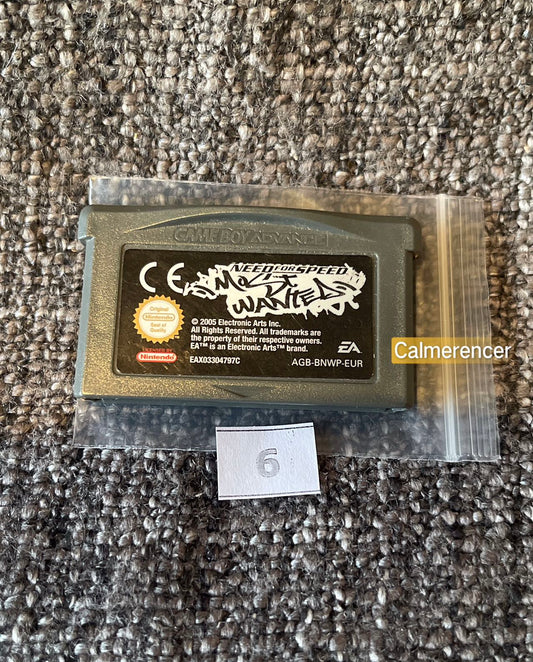 GAME BOY ADVANCE
CE
NEED FOR SPEED
MOST
WANTED
Original
Nintendo
Seal of
Quality
© 2005 Electronic Arts Inc.
All Rights Reserved. All trademarks are
the property of their respective owners.
EA™ is an Electronic Arts™ brand.
Nintendo
EAX03304797C
EA
AGB-BNWP-EUR
Calmerencer
6